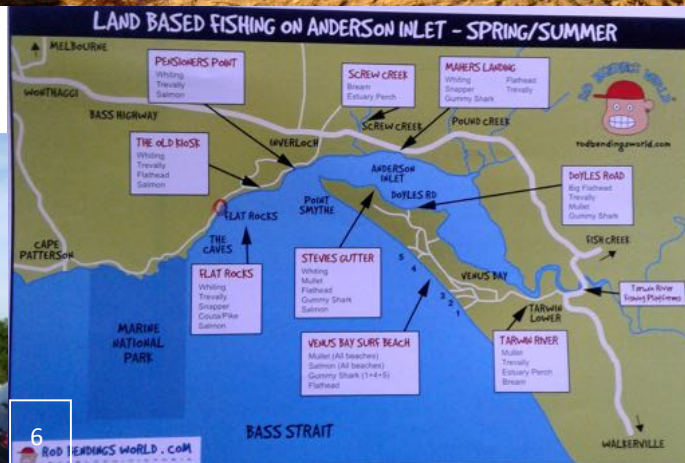 LAND BASED FISHING ON ANDERSON INLET - SPRING/SUMMER
MELBOURNE
WONTHAGGI
BASS HIGHWAY
PENSIONERS POINT
Whiting
Trevally
Salmon
SCREW CREEK
Bream
Estuary Perch
MAHERS LANDING
Whiting Flathead
Snapper Trevally
Gummy Shark
ROD BENDINGS WORLD
rodbendingsworld.com
SCREW CREEK
POUND CREEK
INVERLOCH
THE OLD KIOSK
Whiting
Trevally
Flathead
Salmon
ANDERSON
INLET
DOYLES RD
POINT
SMYTHE
DOYLES ROAD
Big Flathead
Trevally
Mullet
Gummy Shark
FLAT ROCKS
THE
CAVES
CAPE
PATTERSON
FISH CREEK
FLAT ROCKS
Whiting
Trevally
Snapper
Couta/Pike
Salmon
STEVIES GUTTER
Whiting
Mullet
Flathead
Gummy Shark
Salmon
5
4
3
2
1
VENUS BAY
Tarwin River
Fishing Platforms
TARWIN
LOWER
MARINE
NATIONAL
PARK
VENUS BAY SURF BEACH
Mullet (All beaches)
Salmon (All beaches)
Gummy Shark (1+4+5)
Flathead
TARWIN RIVER
Mullet
Trevally
Estuary Perch
Bream
BASS STRAIT
WALKERVILLE
6
ROD BENDINGS WORLD.COM